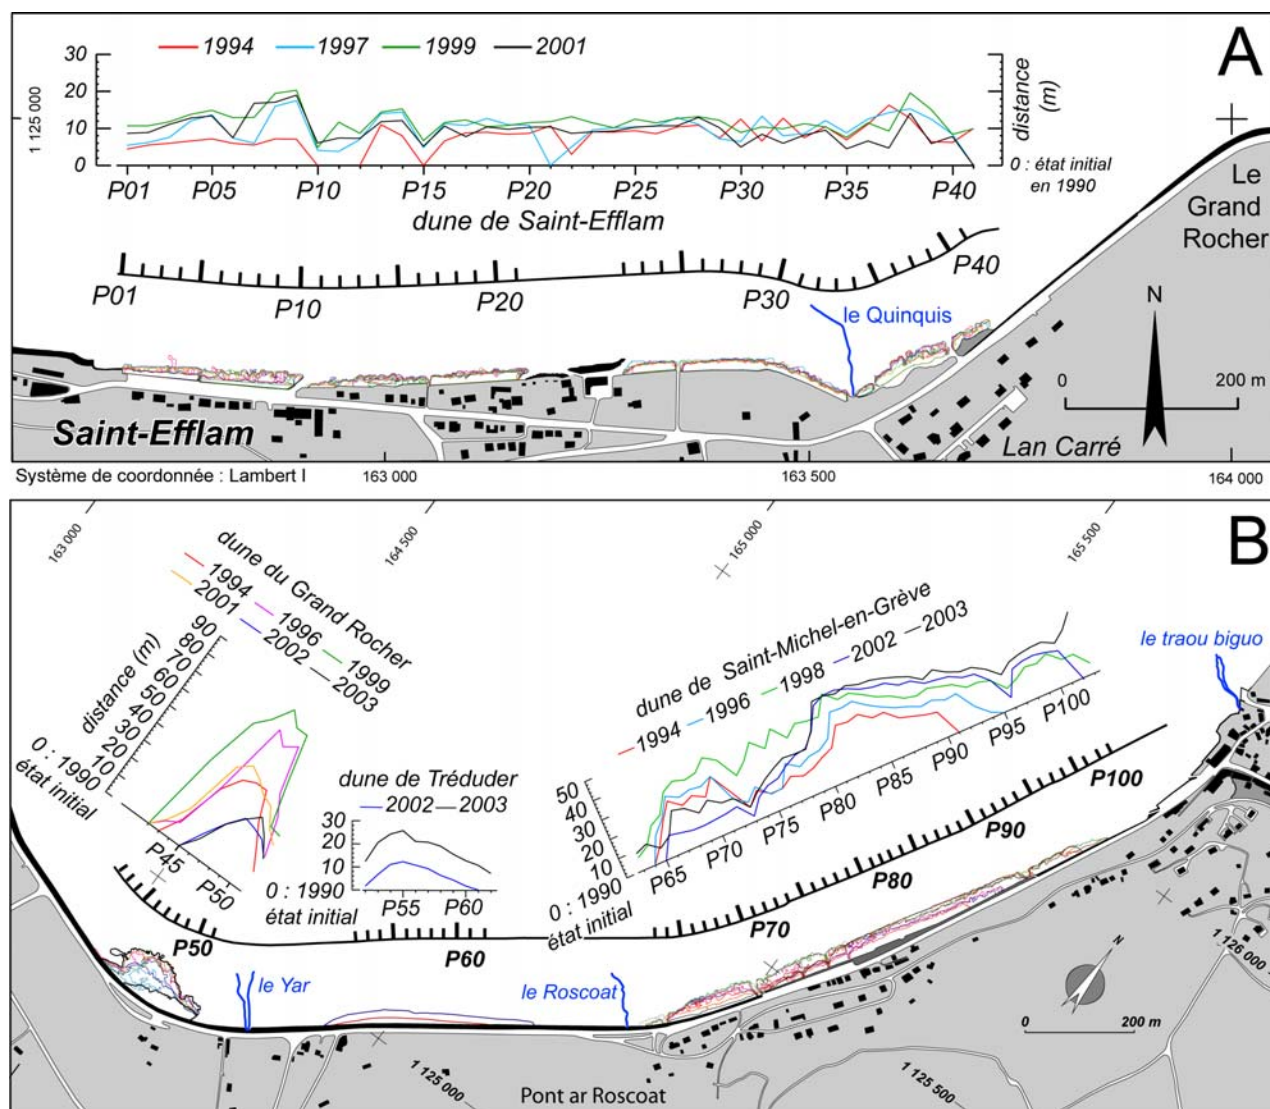 A
1994 1997 1999 2001
30
20
10
0
1 125 000
distance
(m)
30
20
10
0
0 : état initial
en 1990
P01 P05 P10 P15 P20 P25 P30 P35 P40
dune de Saint-Efflam
Le
Grand
Rocher
P01 P10 P20 P30 P40
le Quinquis
N
0 200 m
Saint-Efflam
Lan Carré
Système de coordonnée : Lambert I
163 000 163 500 164 000
B
163 000 164 500 165 000 165 500
dune du Grand Rocher
1994 1996 1999
2001 2002 2003
distance (m)
90
80
70
60
50
40
30
20
10
0 : 1990
état initial
P45 P50
dune de Tréduder
2002 2003
30
20
10
0 : 1990
état initial
P55 P60
dune de Saint-Michel-en-Grève
1994 1996 1998 2002 2003
50
40
30
20
10
0 : 1990
état initial
P65 P70 P75 P80 P85 P90 P95 P100
le traou biguo
P50 P60 P70 P80 P90 P100
le Yar
le Roscoat
N
0 200 m
1 126 000
1 125 000
1 125 500
Pont ar Roscoat